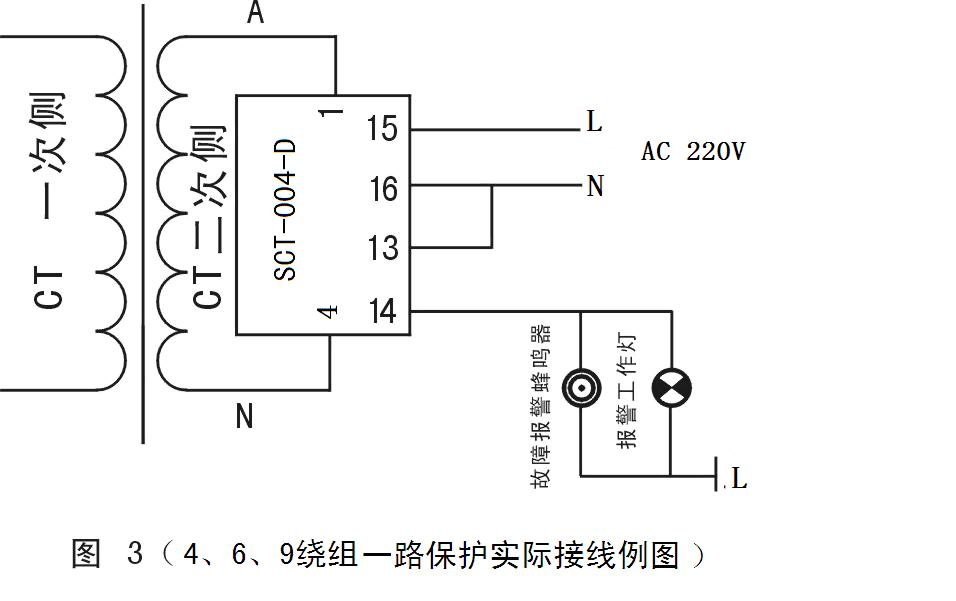 A
CT 一次侧
CT 二次侧
SCT-004-D
1
15
L
AC 220V
16
N
13
4
14
故障报警蜂鸣器
报警工作灯
L
N
图 3（4、6、9绕组一路保护实际接线例图）